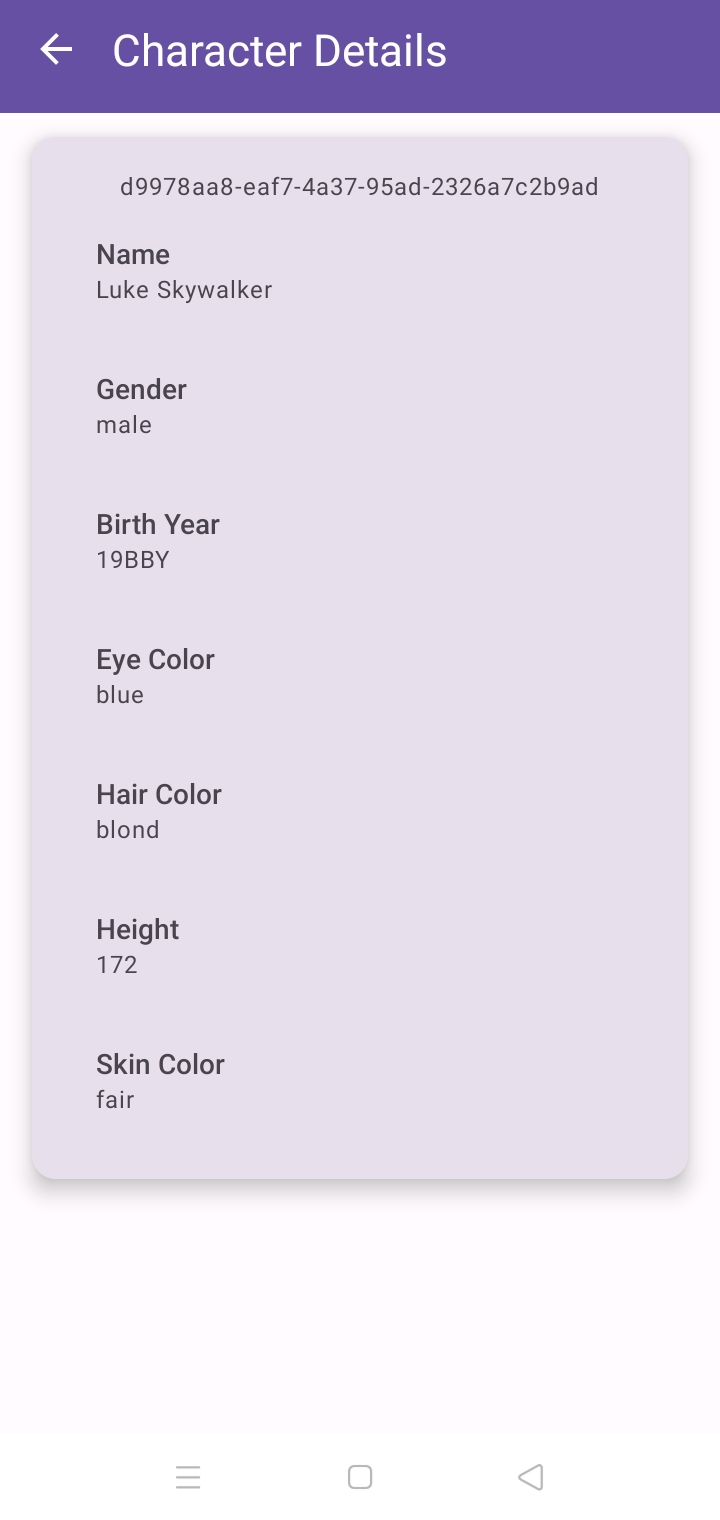 Character Details
d9978aa8-eaf7-4a37-95ad-2326a7c2b9ad
Name
Luke Skywalker
Gender
male
Birth Year
19BBY
Eye Color
blue
Hair Color
blond
Height
172
Skin Color
fair